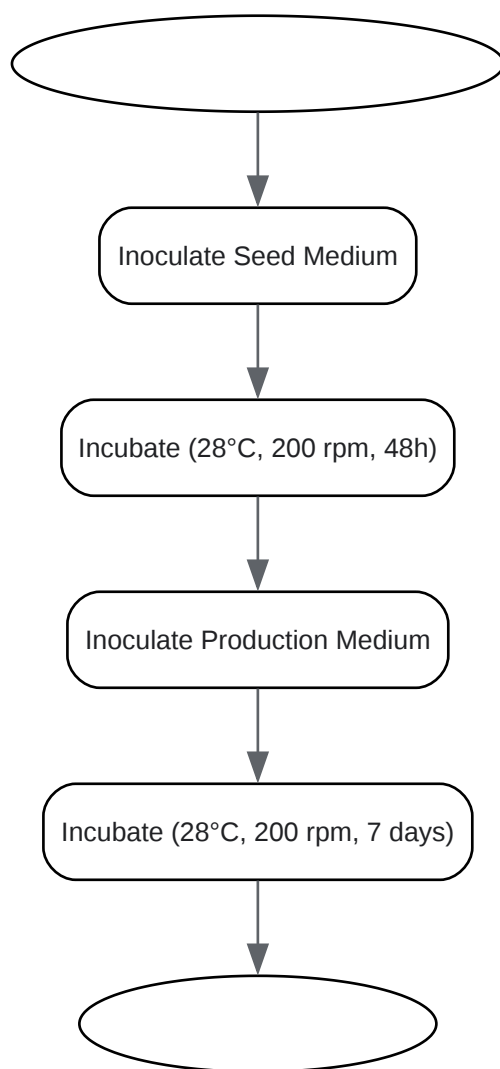 Inoculate Seed Medium
Incubate (28°C, 200 rpm, 48h)
Inoculate Production Medium
Incubate (28°C, 200 rpm, 7 days)